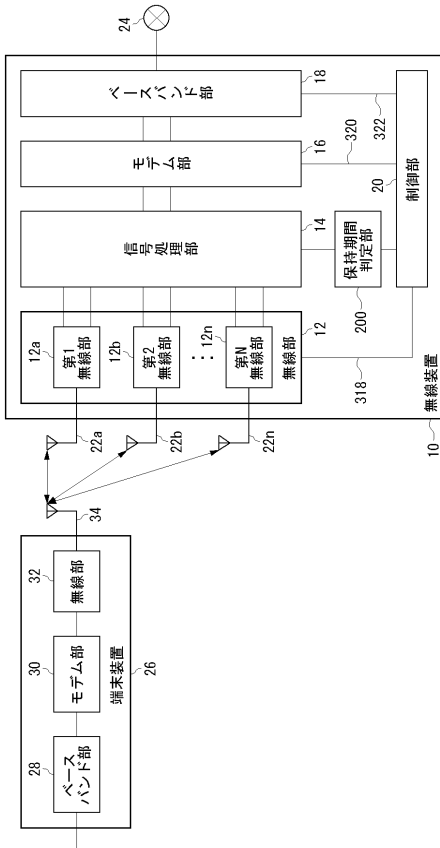 28
ベース
バンド部
30
モデム部
32
無線部
34
端末装置
26
22a
22b
22n
12a
第1
無線部
12b
第2
無線部
12n
第N
無線部
無線部
12
信号処理部
14
モデム部
16
ベースバンド部
18
24
保持期間
判定部
200
制御部
20
318
320
322
無線装置
10